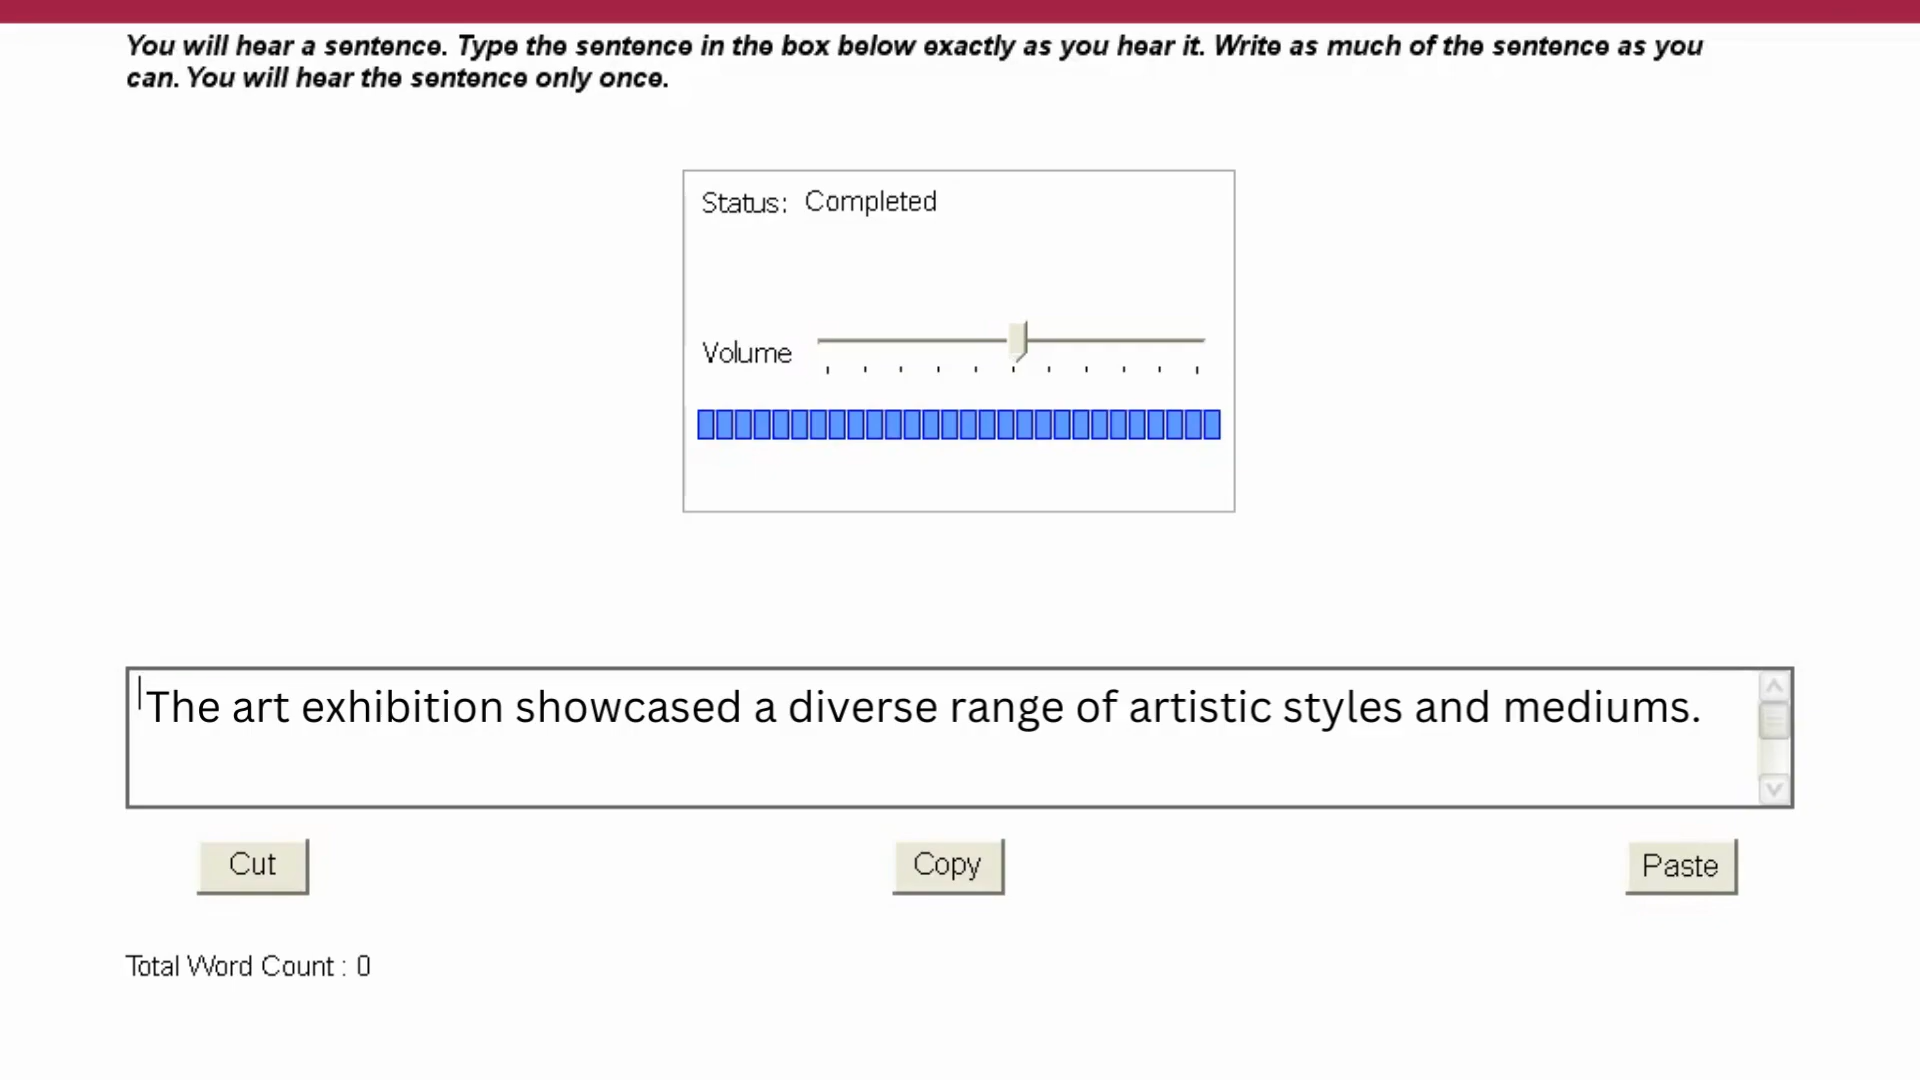 You will hear a sentence. Type the sentence in the box below exactly as you hear it. Write as much of the sentence as you
can. You will hear the sentence only once.
Status: Completed
Volume
The art exhibition showcased a diverse range of artistic styles and mediums.
Cut
Copy
Paste
Total Word Count : 0